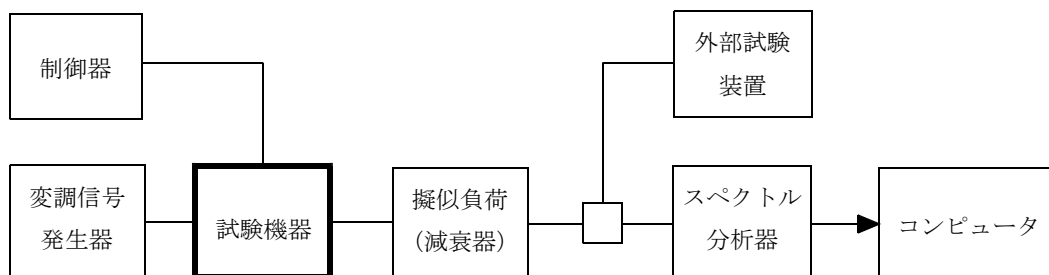 制御器
外部試験
装置
変調信号
発生器
試験機器
擬似負荷
（減衰器）
スペクトル
分析器
コンピュータ